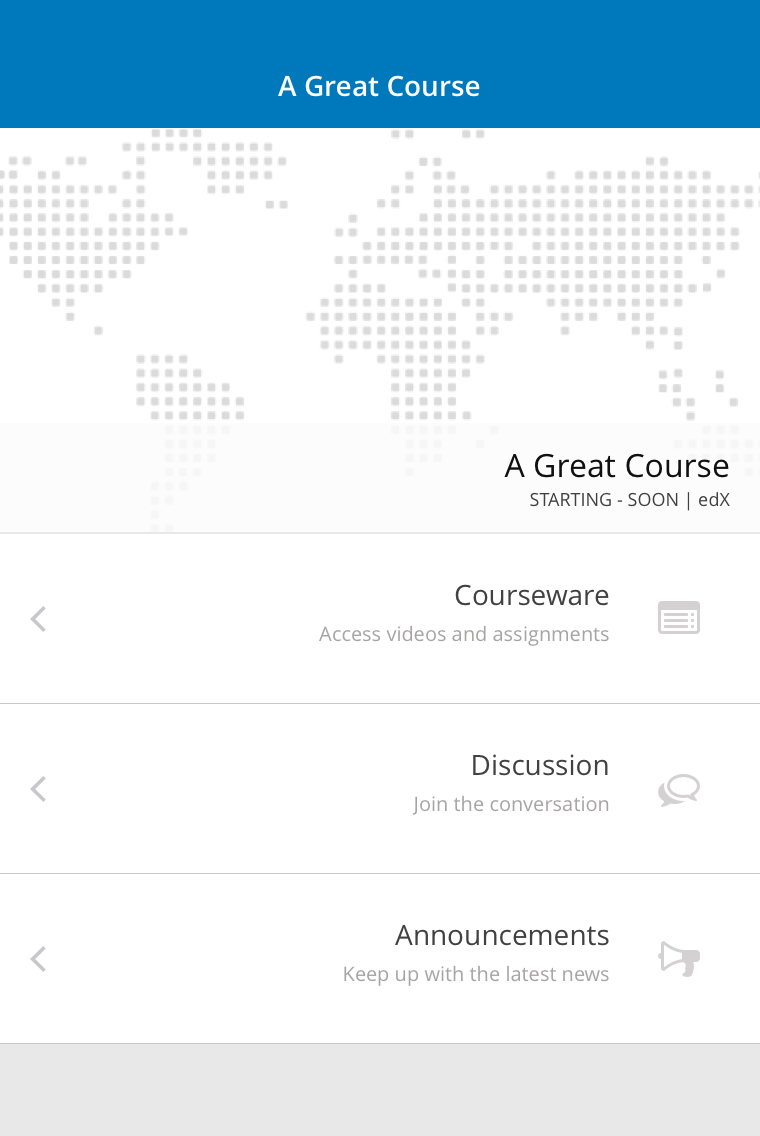 A Great Course
A Great Course
STARTING - SOON | edX
Courseware
Access videos and assignments
Discussion
Join the conversation
Announcements
Keep up with the latest news